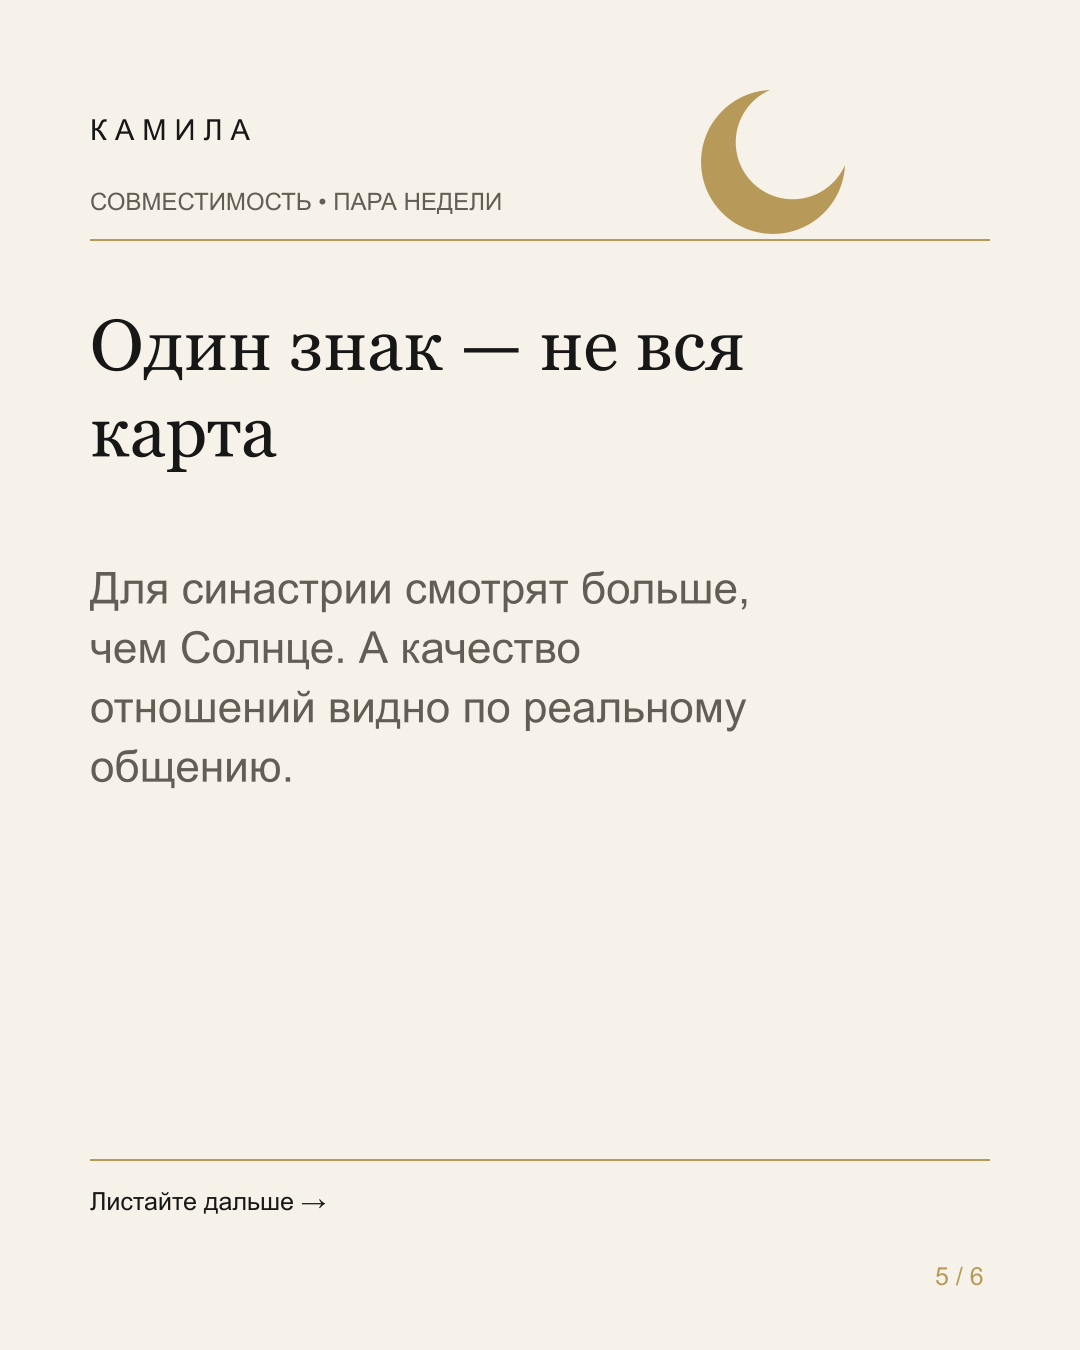 КАМИЛА
СОВМЕСТИМОСТЬ • ПАРА НЕДЕЛИ
Один знак — не вся
карта
Для синастрии смотрят больше,
чем Солнце. А качество
отношений видно по реальному
общению.
Листайте дальше →
5 / 6